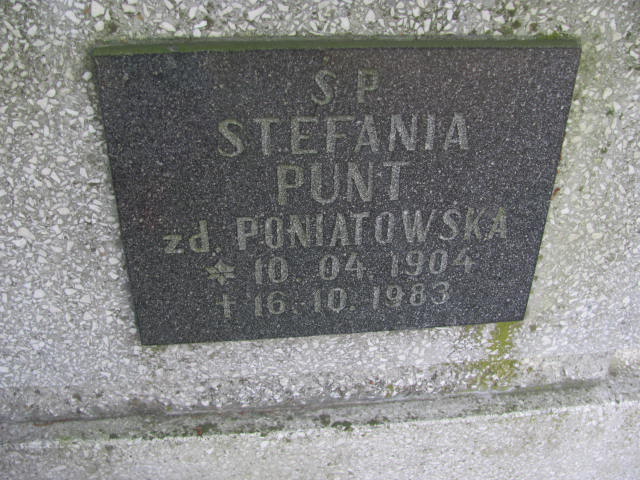 Ś P
STEFANIA
PUNT
zd. PONIATOWSKA
* 10. 04. 1904
† 16. 10. 1983